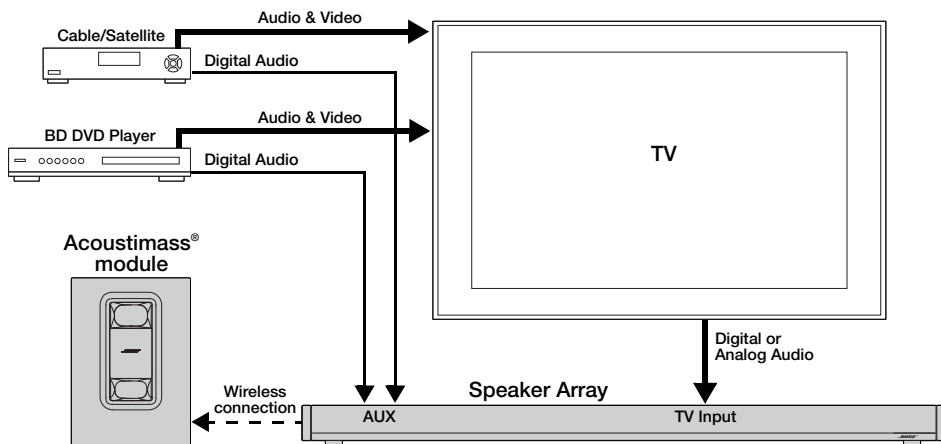 Audio & Video
Cable/Satellite
Digital Audio
Audio & Video
BD DVD Player
Digital Audio
TV
Acoustimass®
module
Digital or
Analog Audio
Wireless
connection
Speaker Array
AUX
TV Input
BOSE